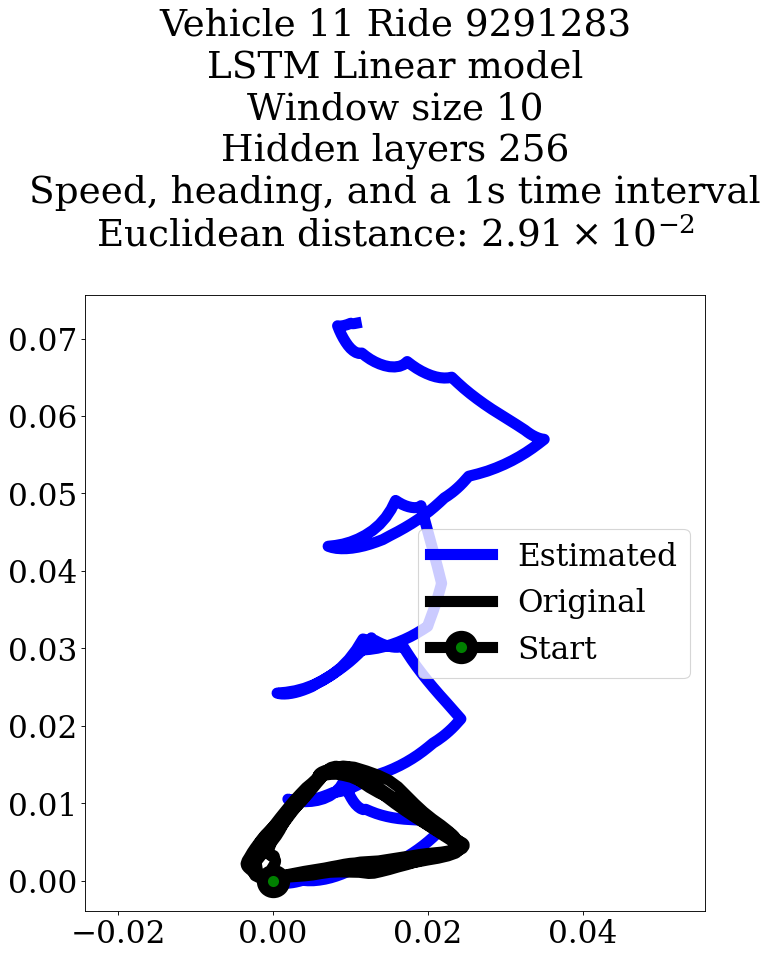 Vehicle 11 Ride 9291283
LSTM Linear model
Window size 10
Hidden layers 256
Speed, heading, and a 1s time interval
Euclidean distance: 2.91 × 10⁻²
0.07
0.06
0.05
0.04
0.03
0.02
0.01
0.00
Estimated
Original
Start
−0.02 0.00 0.02 0.04